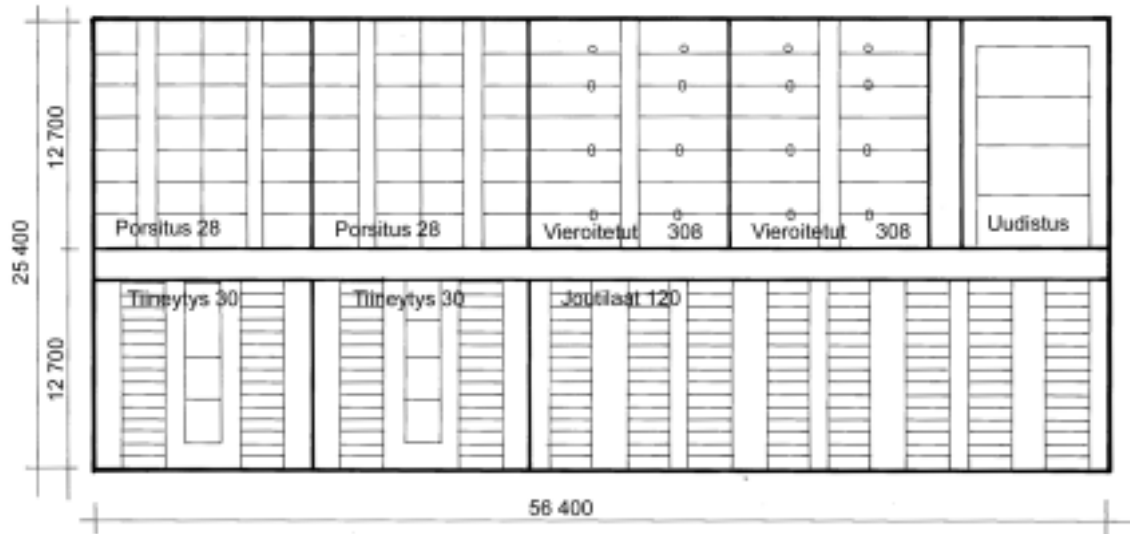 12 700
25 400
12 700
Porsitus 28
Porsitus 28
Vieroitetut 308
Vieroitetut 308
Uudistus
Tiineytys 30
Tiineytys 30
Joutilaat 120
56 400